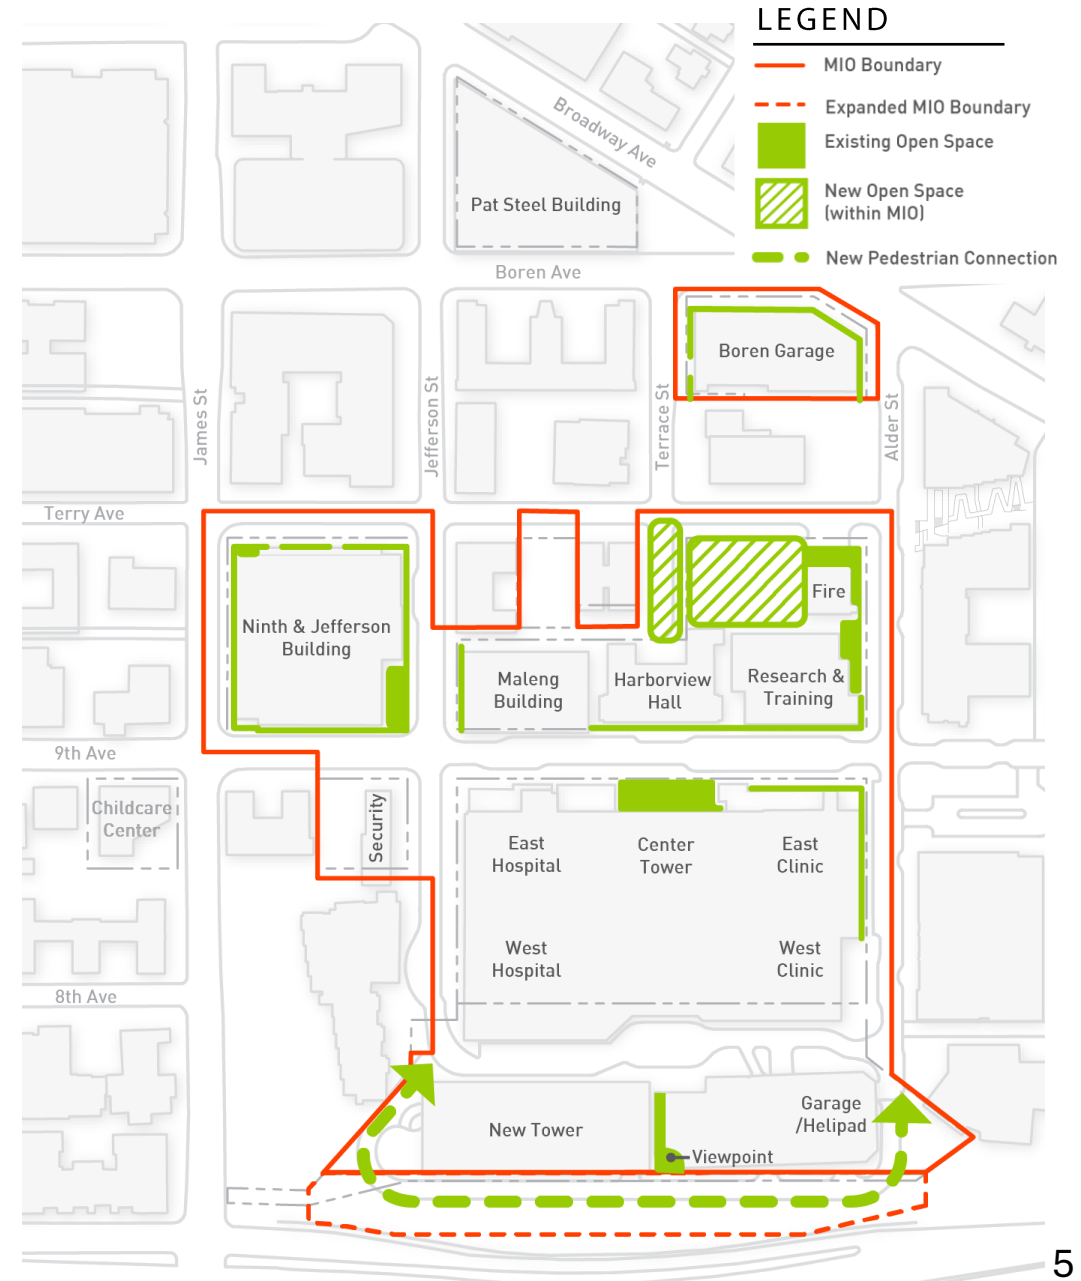 LEGEND
MIO Boundary
Expanded MIO Boundary
Existing Open Space
New Open Space
(within MIO)
New Pedestrian Connection
Broadway Ave
Pat Steel Building
Boren Ave
Boren Garage
James St
Jefferson St
Terrace St
Alder St
Terry Ave
Fire
Ninth & Jefferson
Building
Maleng
Building
Harborview
Hall
Research &
Training
9th Ave
Childcare
Center
Security
East
Hospital
Center
Tower
East
Clinic
West
Hospital
West
Clinic
8th Ave
New Tower
Garage
/Helipad
Viewpoint
5